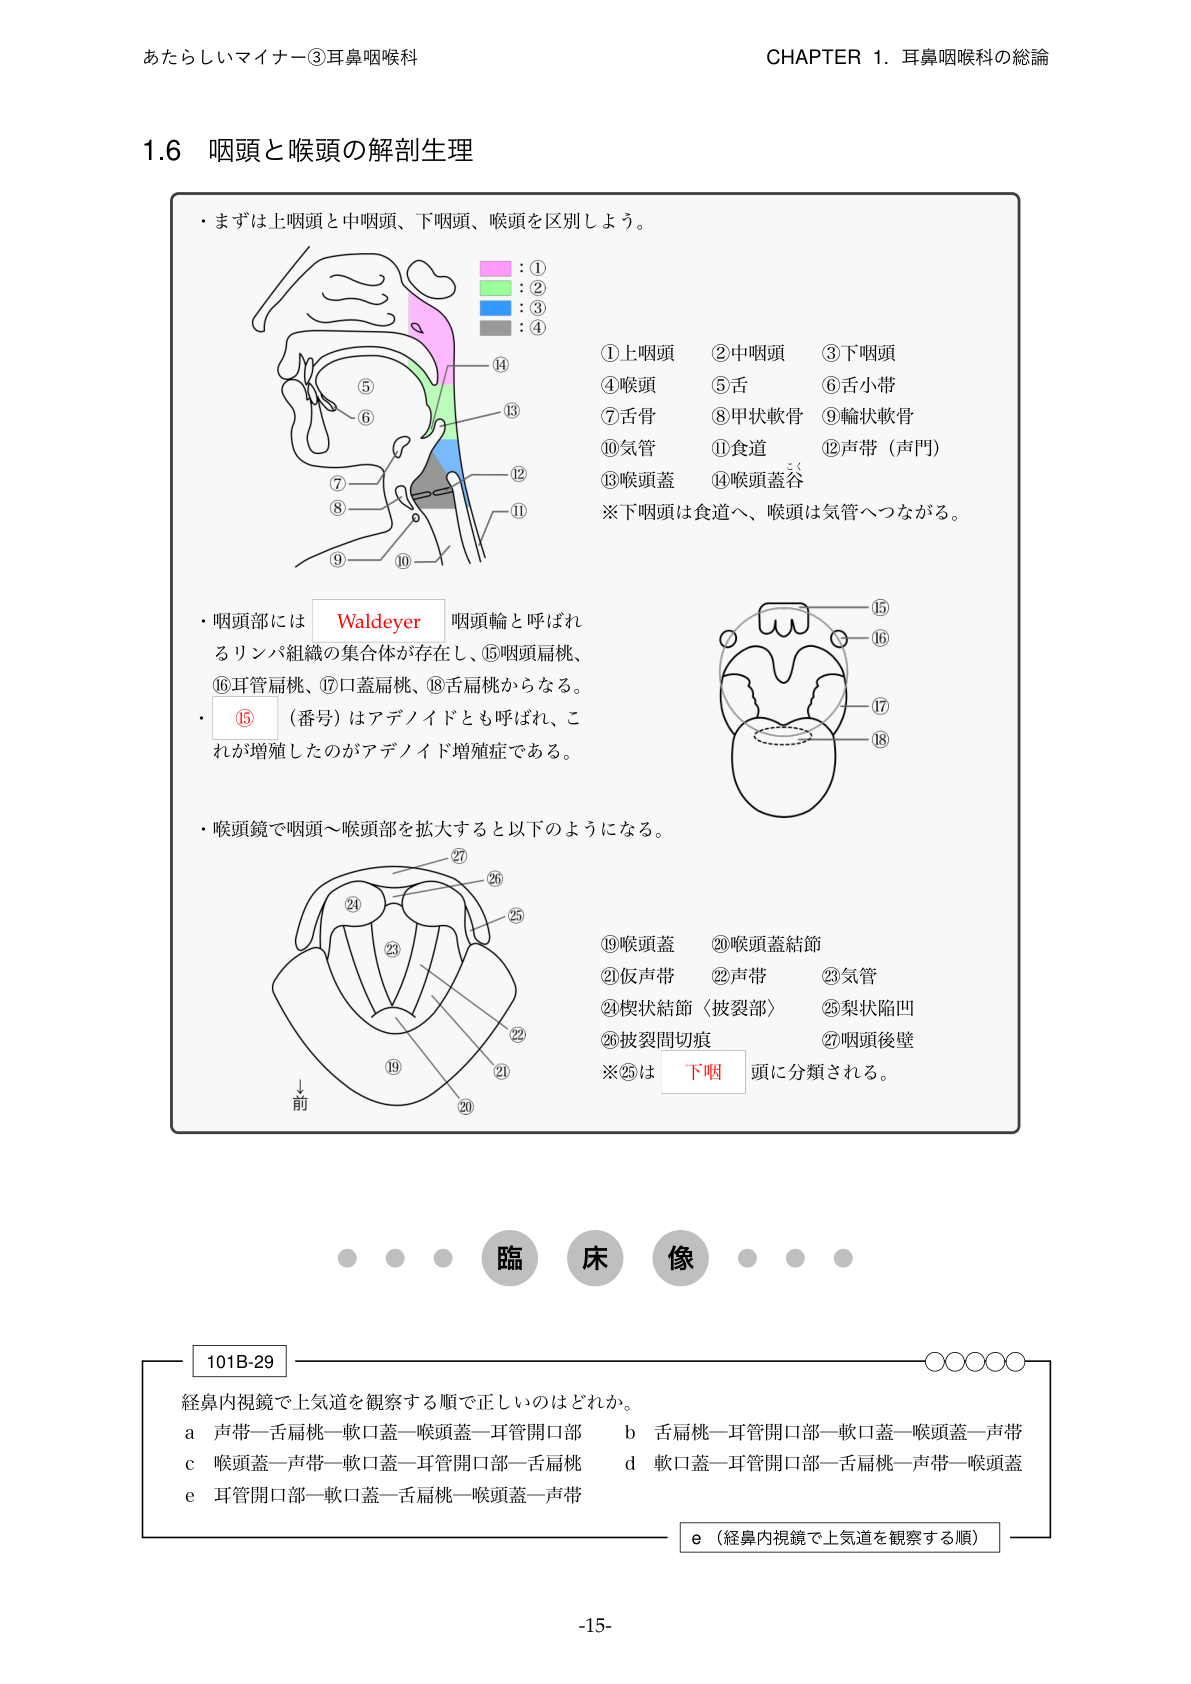 あたらしいマイナー③耳鼻咽喉科
CHAPTER 1. 耳鼻咽喉科の総論
1.6 咽頭と喉頭の解剖生理
・まずは上咽頭と中咽頭、下咽頭、喉頭を区別しよう。
：①
：②
：③
：④
⑭
⑤
⑬
⑥
⑫
⑦
⑧
⑪
⑨
⑩
①上咽頭 ②中咽頭 ③下咽頭
④喉頭 ⑤舌 ⑥舌小帯
⑦舌骨 ⑧甲状軟骨 ⑨輪状軟骨
⑩気管 ⑪食道 ⑫声帯（声門）
こく
⑬喉頭蓋 ⑭喉頭蓋谷
※下咽頭は食道へ、喉頭は気管へつながる。
・咽頭部には Waldeyer 咽頭輪と呼ばれ
るリンパ組織の集合体が存在し、⑮咽頭扁桃、
⑯耳管扁桃、⑰口蓋扁桃、⑱舌扁桃からなる。
・ ⑮ （番号）はアデノイドとも呼ばれ、こ
れが増殖したのがアデノイド増殖症である。
⑮
⑯
⑰
⑱
・喉頭鏡で咽頭〜喉頭部を拡大すると以下のようになる。
㉗
㉖
㉔
㉕
㉓
㉒
⑲
㉑
⑳
↓
前
⑲喉頭蓋 ⑳喉頭蓋結節
㉑仮声帯 ㉒声帯 ㉓気管
㉔楔状結節〈披裂部〉 ㉕梨状陥凹
㉖披裂間切痕 ㉗咽頭後壁
※㉕は 下咽 頭に分類される。
臨床像
101B-29
経鼻内視鏡で上気道を観察する順で正しいのはどれか。
a 声帯―舌扁桃―軟口蓋―喉頭蓋―耳管開口部 b 舌扁桃―耳管開口部―軟口蓋―喉頭蓋―声帯
c 喉頭蓋―声帯―軟口蓋―耳管開口部―舌扁桃 d 軟口蓋―耳管開口部―舌扁桃―声帯―喉頭蓋
e 耳管開口部―軟口蓋―舌扁桃―喉頭蓋―声帯
e （経鼻内視鏡で上気道を観察する順）
-15-